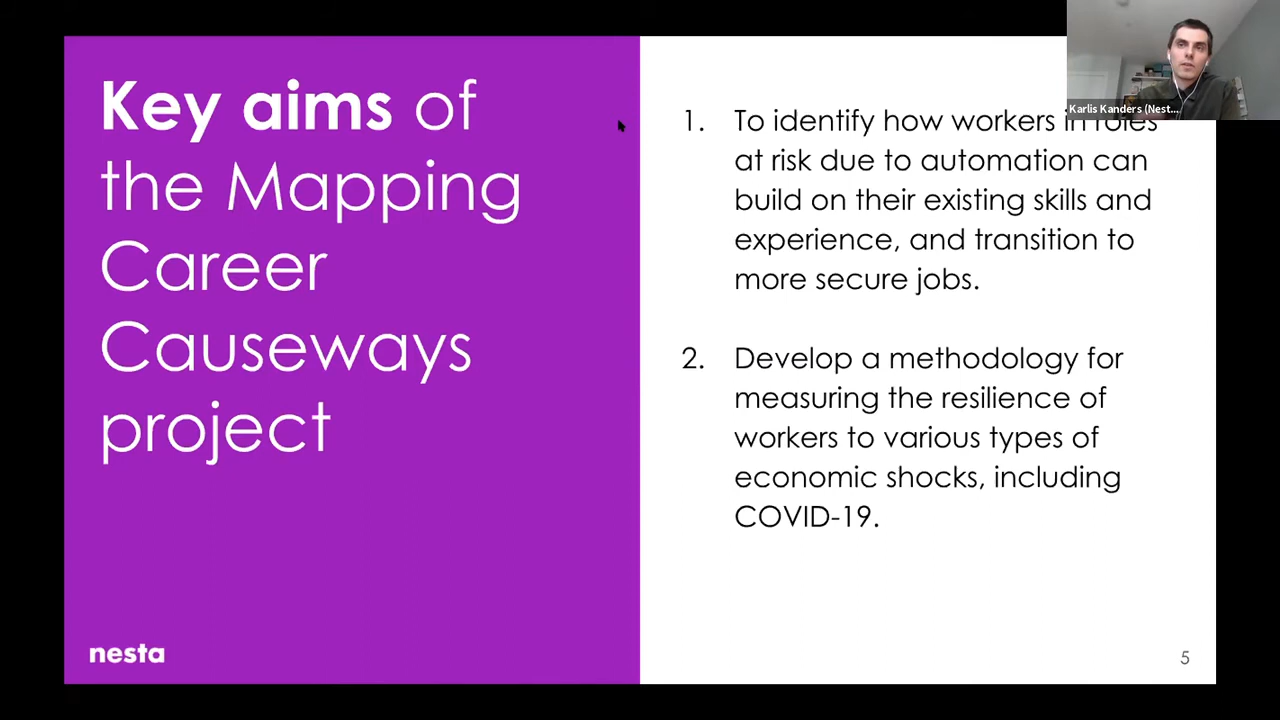 Key aims of
the Mapping
Career
Causeways
project
nesta
1. To identify how workers in roles
at risk due to automation can
build on their existing skills and
experience, and transition to
more secure jobs.
2. Develop a methodology for
measuring the resilience of
workers to various types of
economic shocks, including
COVID-19.
5
Karlis Kanders (Nest...